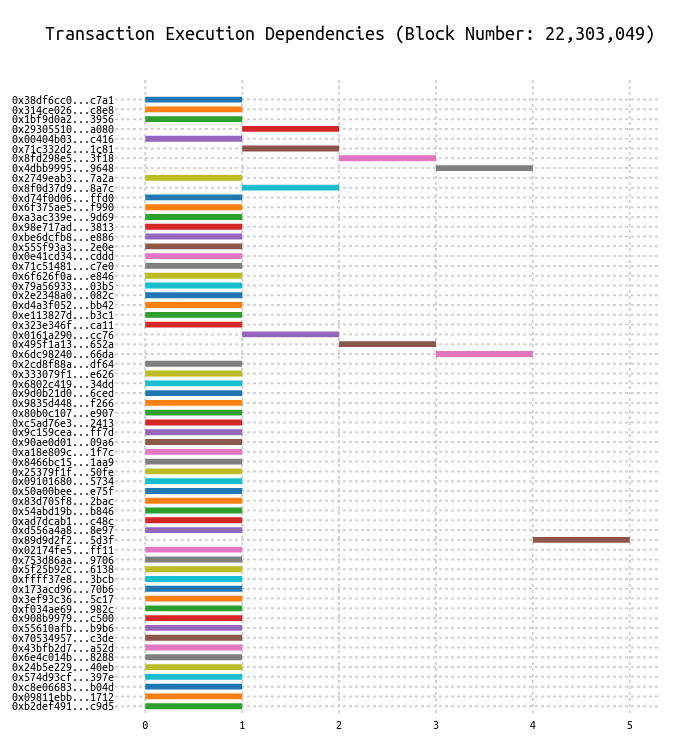 Transaction Execution Dependencies (Block Number: 22,303,049)
0x38df6cc0...c7a1
0x314ce026...c8e8
0x1bf9d0a2...3956
0x29305510...a080
0x00404b03...c416
0x71c332d2...1c81
0x8fd298e5...3f18
0x4dbb9995...9648
0x2749eab3...7a2a
0x8f0d37d9...8a7c
0xd74f0d06...ffd0
0x6f375ae5...f990
0xa3ac339e...9d69
0x98e717ad...3813
0xbe6dcfb8...e886
0x555f93a3...2e0e
0x0e41cd34...cddd
0x71c51481...c7e0
0x6f626f0a...e846
0x79a56933...03b5
0x2e2348a0...082c
0xd4a3f052...bb42
0xe113827d...b3c1
0x323e346f...ca11
0x0161a290...cc76
0x495f1a13...652a
0x6dc98240...66da
0x2cd8f88a...df64
0x333079f1...e626
0x6802c419...34dd
0x9d0b21d0...6ced
0x9835d448...f266
0x80b0c107...e907
0xc5ad76e3...2413
0x9c159cea...ff7d
0x90ae0d01...09a6
0xa18e809c...1f7c
0x8466bc15...1aa9
0x25379f1f...50fe
0x09101680...5734
0x50a00bee...e75f
0x83d705f8...2bac
0x54abd19b...b846
0xad7dcab1...c48c
0xd556a4a8...8e97
0x89d9d2f2...5d3f
0x02174fe5...ff11
0x753d86aa...9706
0x5f25b92c...6138
0xffff37e8...3bcb
0x173acd96...70b6
0x3ef93c36...5c17
0xf034ae69...982c
0x908b9979...c500
0x55610afb...b9b6
0x70534957...c3de
0x43bfb2d7...a52d
0x6e4c014b...8288
0x24b5e229...40eb
0x574d93cf...397e
0xc8e06683...b04d
0x09811ebb...1712
0xb2def491...c9d5
0 1 2 3 4 5